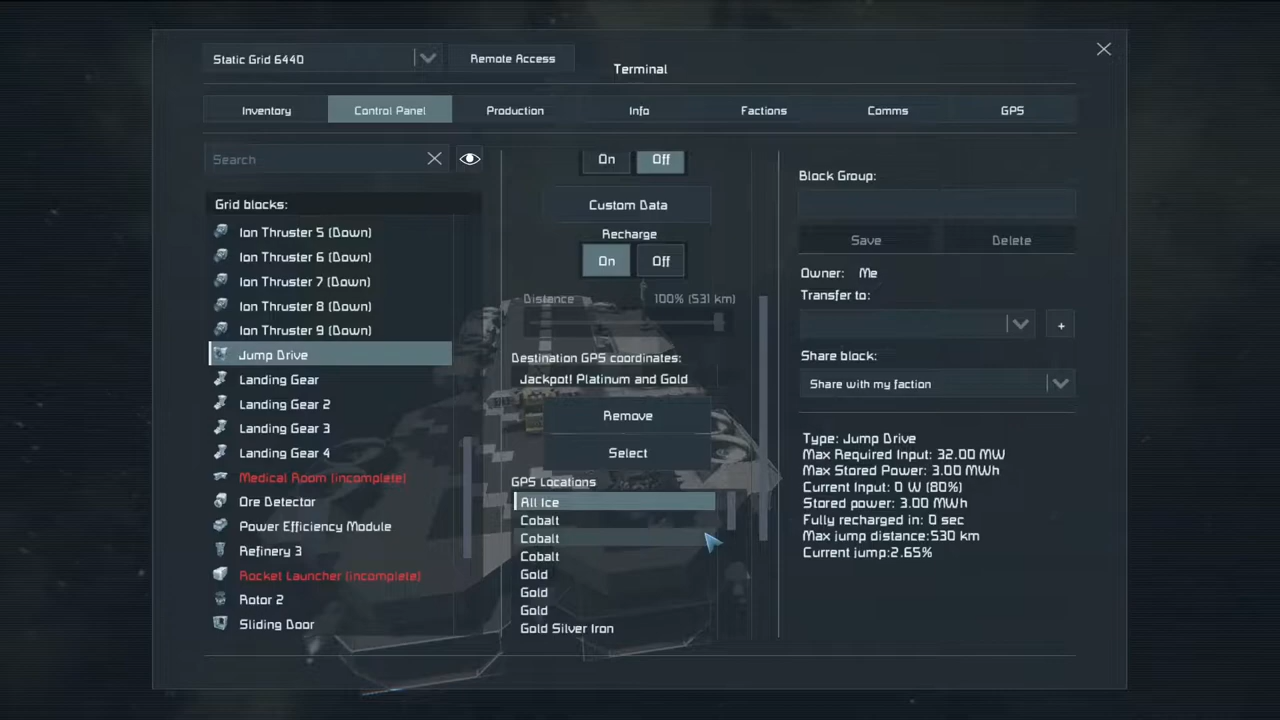 Static Grid 6440
Remote Access
Terminal
Inventory
Control Panel
Production
Info
Factions
Comms
GPS
Search
Grid blocks:
Ion Thruster 5 (Down)
Ion Thruster 6 (Down)
Ion Thruster 7 (Down)
Ion Thruster 8 (Down)
Ion Thruster 9 (Down)
Jump Drive
Landing Gear
Landing Gear 2
Landing Gear 3
Landing Gear 4
Medical Room (incomplete)
Ore Detector
Power Efficiency Module
Refinery 3
Rocket Launcher (incomplete)
Rotor 2
Sliding Door
On Off
Custom Data
Recharge
On Off
Distance 100% (531 km)
Destination GPS coordinates:
Jackpot! Platinum and Gold
Remove
Select
GPS Locations
All Ice
Cobalt
Cobalt
Cobalt
Gold
Gold
Gold
Gold Silver Iron
Block Group:
Save Delete
Owner: Me
Transfer to:
+
Share block:
Share with my faction
Type: Jump Drive
Max Required Input: 32.00 MW
Max Stored Power: 3.00 MWh
Current Input: 0 W (80%)
Stored power: 3.00 MWh
Fully recharged in: 0 sec
Max jump distance:530 km
Current jump:2.65%